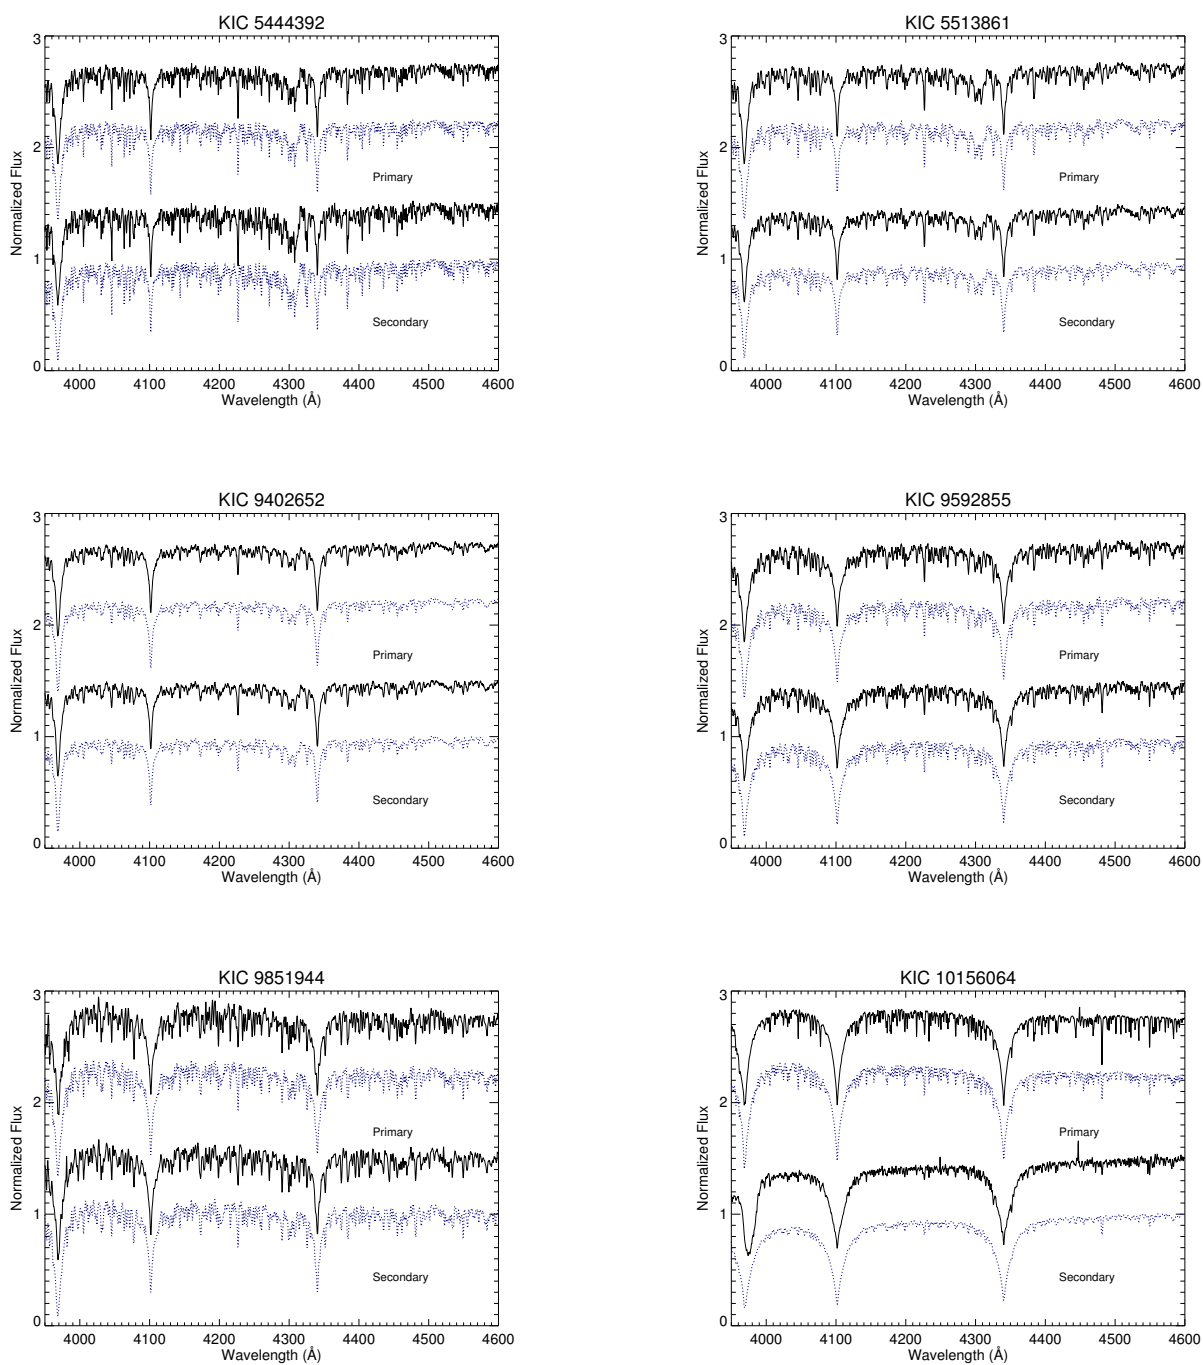 KIC 5444392
3
2
1
0
Normalized Flux
Primary
Secondary
4000 4100 4200 4300 4400 4500 4600
Wavelength (Å)
KIC 5513861
3
2
1
0
Normalized Flux
Primary
Secondary
4000 4100 4200 4300 4400 4500 4600
Wavelength (Å)
KIC 9402652
3
2
1
0
Normalized Flux
Primary
Secondary
4000 4100 4200 4300 4400 4500 4600
Wavelength (Å)
KIC 9592855
3
2
1
0
Normalized Flux
Primary
Secondary
4000 4100 4200 4300 4400 4500 4600
Wavelength (Å)
KIC 9851944
3
2
1
0
Normalized Flux
Primary
Secondary
4000 4100 4200 4300 4400 4500 4600
Wavelength (Å)
KIC 10156064
3
2
1
0
Normalized Flux
Primary
Secondary
4000 4100 4200 4300 4400 4500 4600
Wavelength (Å)